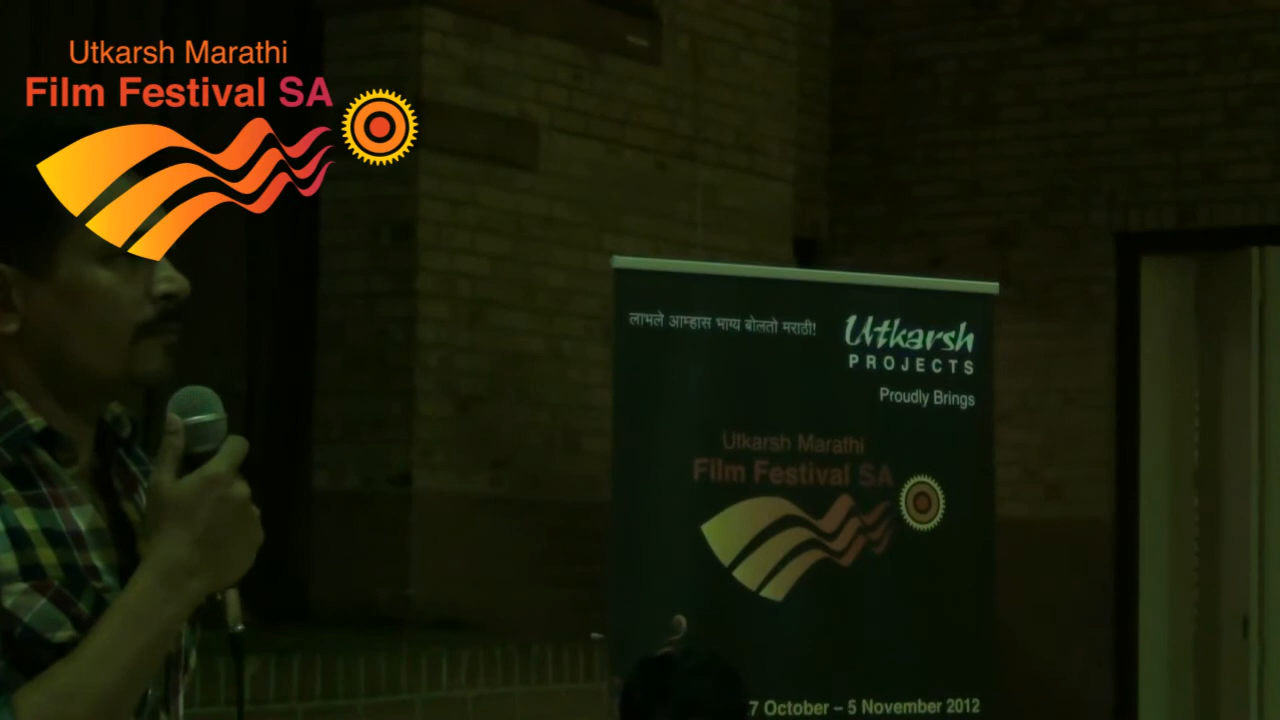 Utkarsh Marathi
Film Festival SA
लाभले आम्हास भाग्य बोलतो मराठी!
Utkarsh
PROJECTS
Proudly Brings
Utkarsh Marathi
Film Festival SA
7 October – 5 November 2012